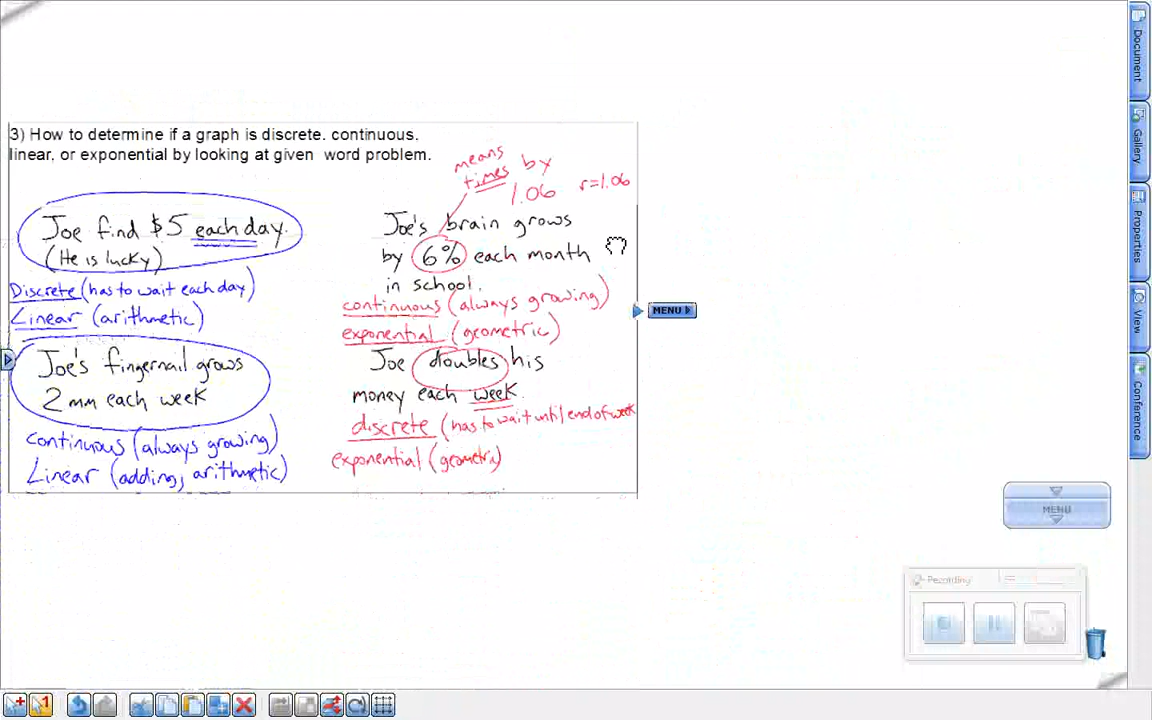 3) How to determine if a graph is discrete. continuous.
linear, or exponential by looking at given word problem.
means
times by
1.06
r=1.06
Joe find $5 each day.
(He is lucky)
Discrete (has to wait each day)
Linear (arithmetic)
Joe's fingernail grows
2 mm each week
continuous (always growing)
Linear (adding, arithmetic)
Joe's brain grows
by 6% each month
in school.
continuous (always growing)
exponential (geometric)
Joe doubles his
money each week.
discrete (has to wait until end of week
exponential (geometric)
MENU
Document
Gallery
Properties
View
Conference
MENU
Recording
1